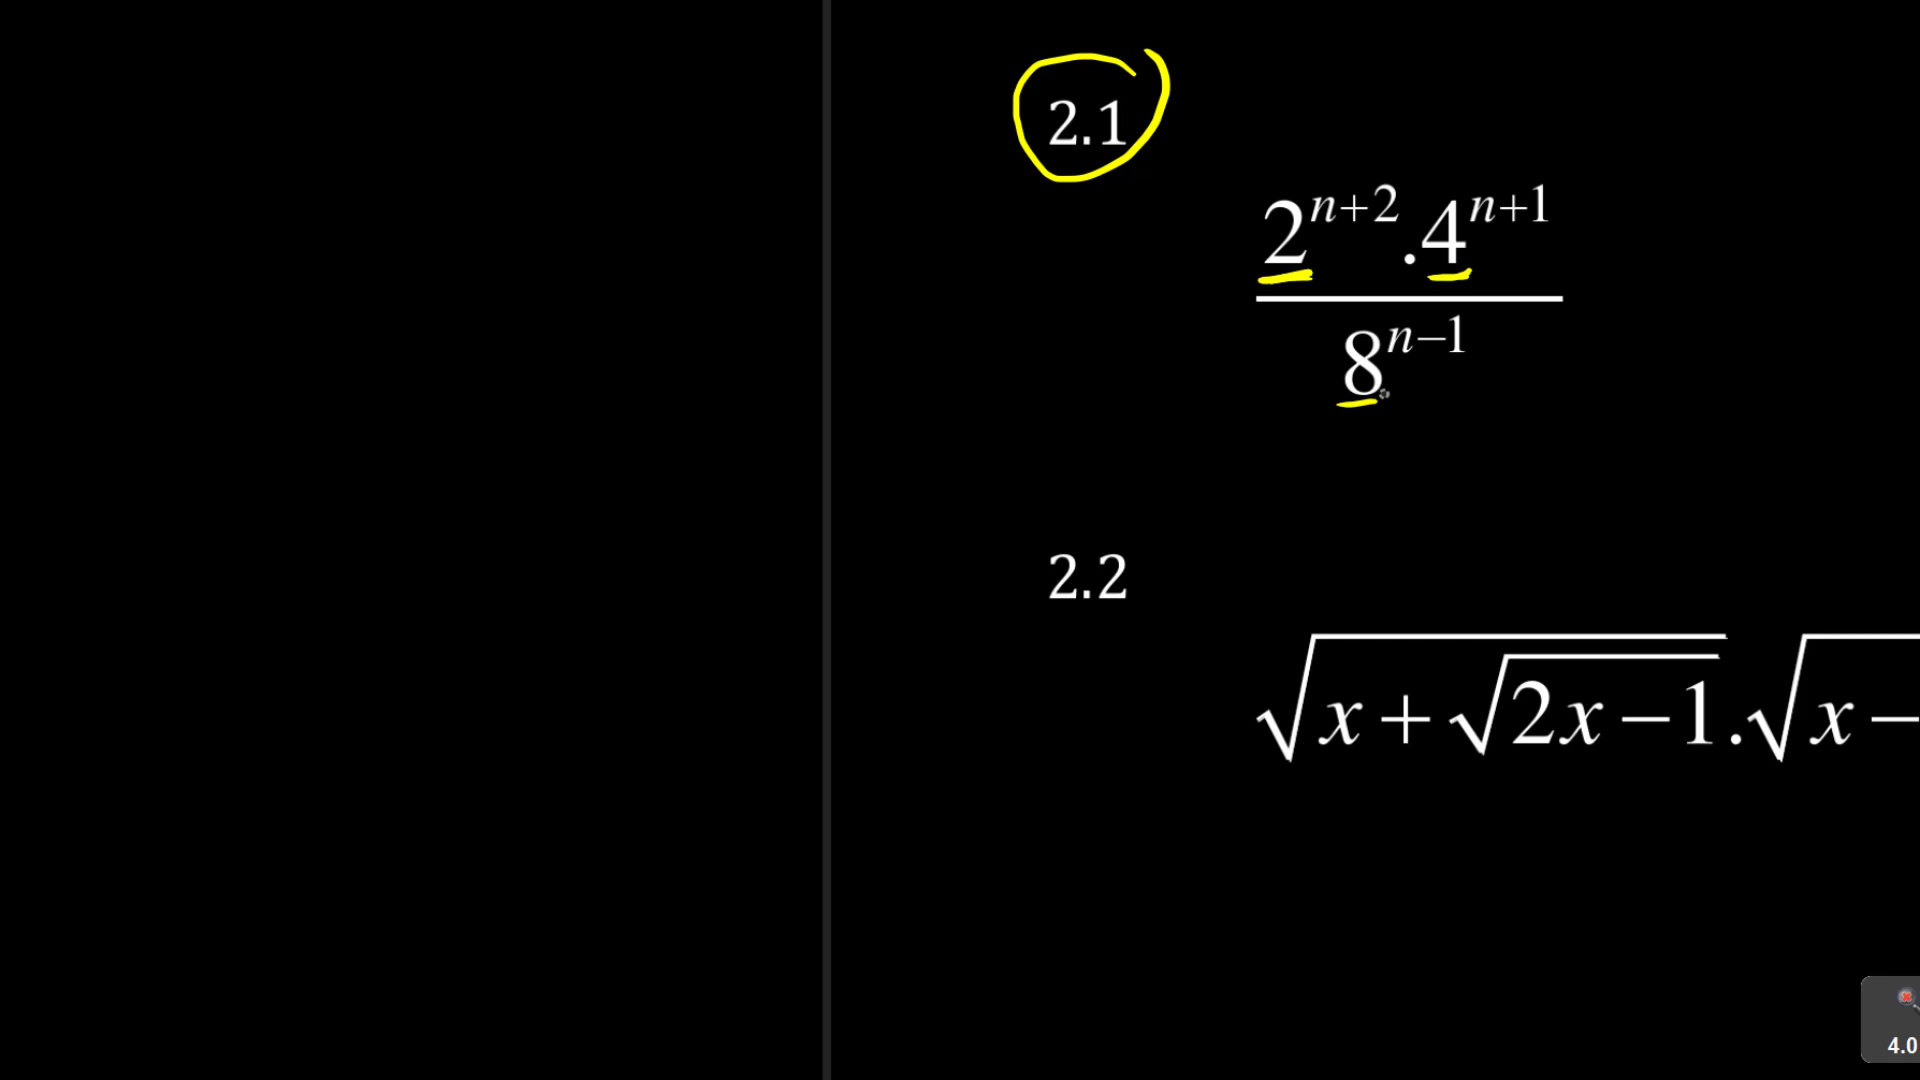 2.1
2^{n+2}.4^{n+1}
8^{n-1}
2.2
√(x+√(2x−1)).√(x−
4.0